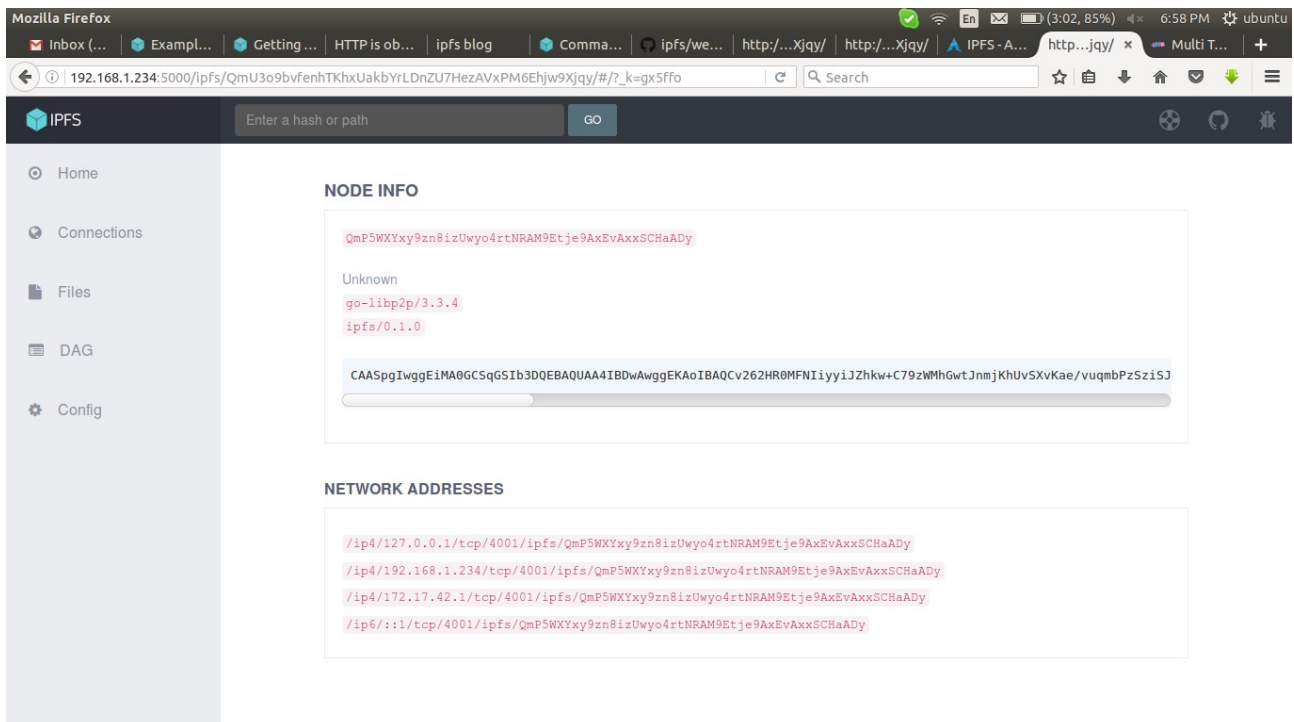 Mozilla Firefox En (3:02, 85%) 6:58 PM ubuntu
Inbox (... Exampl... Getting ... HTTP is ob... ipfs blog Comma... ipfs/we... http:/...Xjqy/ http:/...Xjqy/ IPFS - A... http...jqy/ × Multi T... +
192.168.1.234:5000/ipfs/QmU3o9bvfenhTKhxUakbYrLDnZU7HezAVxPM6Ehjw9Xjqy/#/?_k=gx5ffo Search
IPFS Enter a hash or path GO
Home
Connections
Files
DAG
Config
NODE INFO
QmP5WXYxy9zn8izUwyo4rtNRAM9Etje9AxEvAxxSCHaADy
Unknown
go-libp2p/3.3.4
ipfs/0.1.0
CAASpgIwggEiMA0GCSqGSIb3DQEBAQUAA4IBDwAwggEKAoIBAQCv262HR0MFNIiyyiJZhkw+C79zWMhGwtJnmjKhUvSXvKae/vuqmbPzSziSJ
NETWORK ADDRESSES
/ip4/127.0.0.1/tcp/4001/ipfs/QmP5WXYxy9zn8izUwyo4rtNRAM9Etje9AxEvAxxSCHaADy
/ip4/192.168.1.234/tcp/4001/ipfs/QmP5WXYxy9zn8izUwyo4rtNRAM9Etje9AxEvAxxSCHaADy
/ip4/172.17.42.1/tcp/4001/ipfs/QmP5WXYxy9zn8izUwyo4rtNRAM9Etje9AxEvAxxSCHaADy
/ip6/::1/tcp/4001/ipfs/QmP5WXYxy9zn8izUwyo4rtNRAM9Etje9AxEvAxxSCHaADy